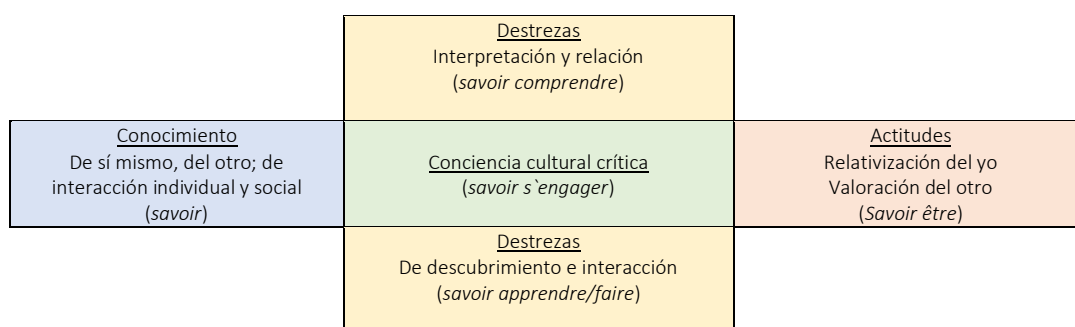 Destrezas
Interpretación y relación
(savoir comprendre)
Conocimiento
De sí mismo, del otro; de
interacción individual y social
(savoir)
Conciencia cultural crítica
(savoir s`engager)
Actitudes
Relativización del yo
Valoración del otro
(Savoir être)
Destrezas
De descubrimiento e interacción
(savoir apprendre/faire)